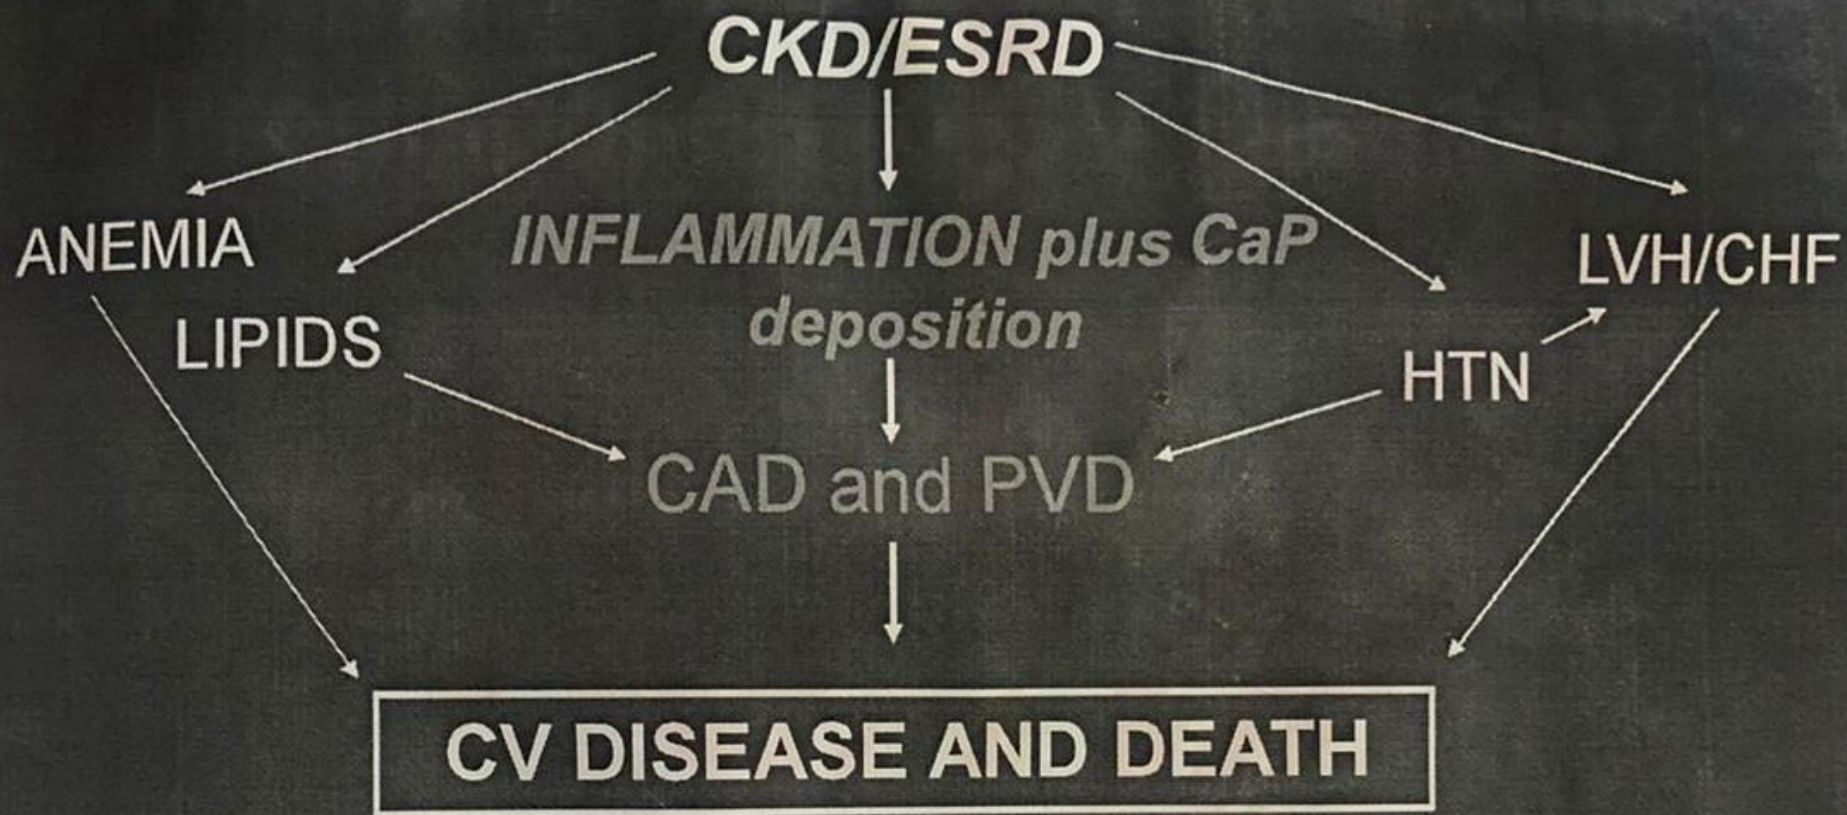 CKD/ESRD
ANEMIA
INFLAMMATION plus CaP
deposition
LVH/CHF
LIPIDS
HTN
CAD and PVD
CV DISEASE AND DEATH